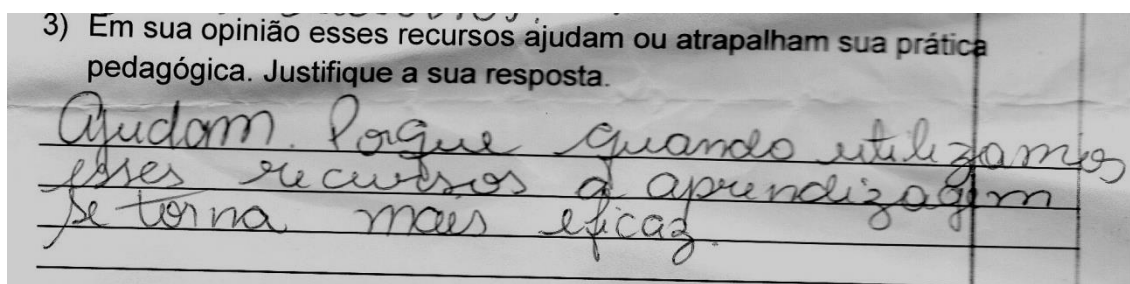 3) Em sua opinião esses recursos ajudam ou atrapalham sua prática
pedagógica. Justifique a sua resposta.
Ajudam. Porque quando utilizamos
esses recursos a aprendizagem
se torna mais eficaz.